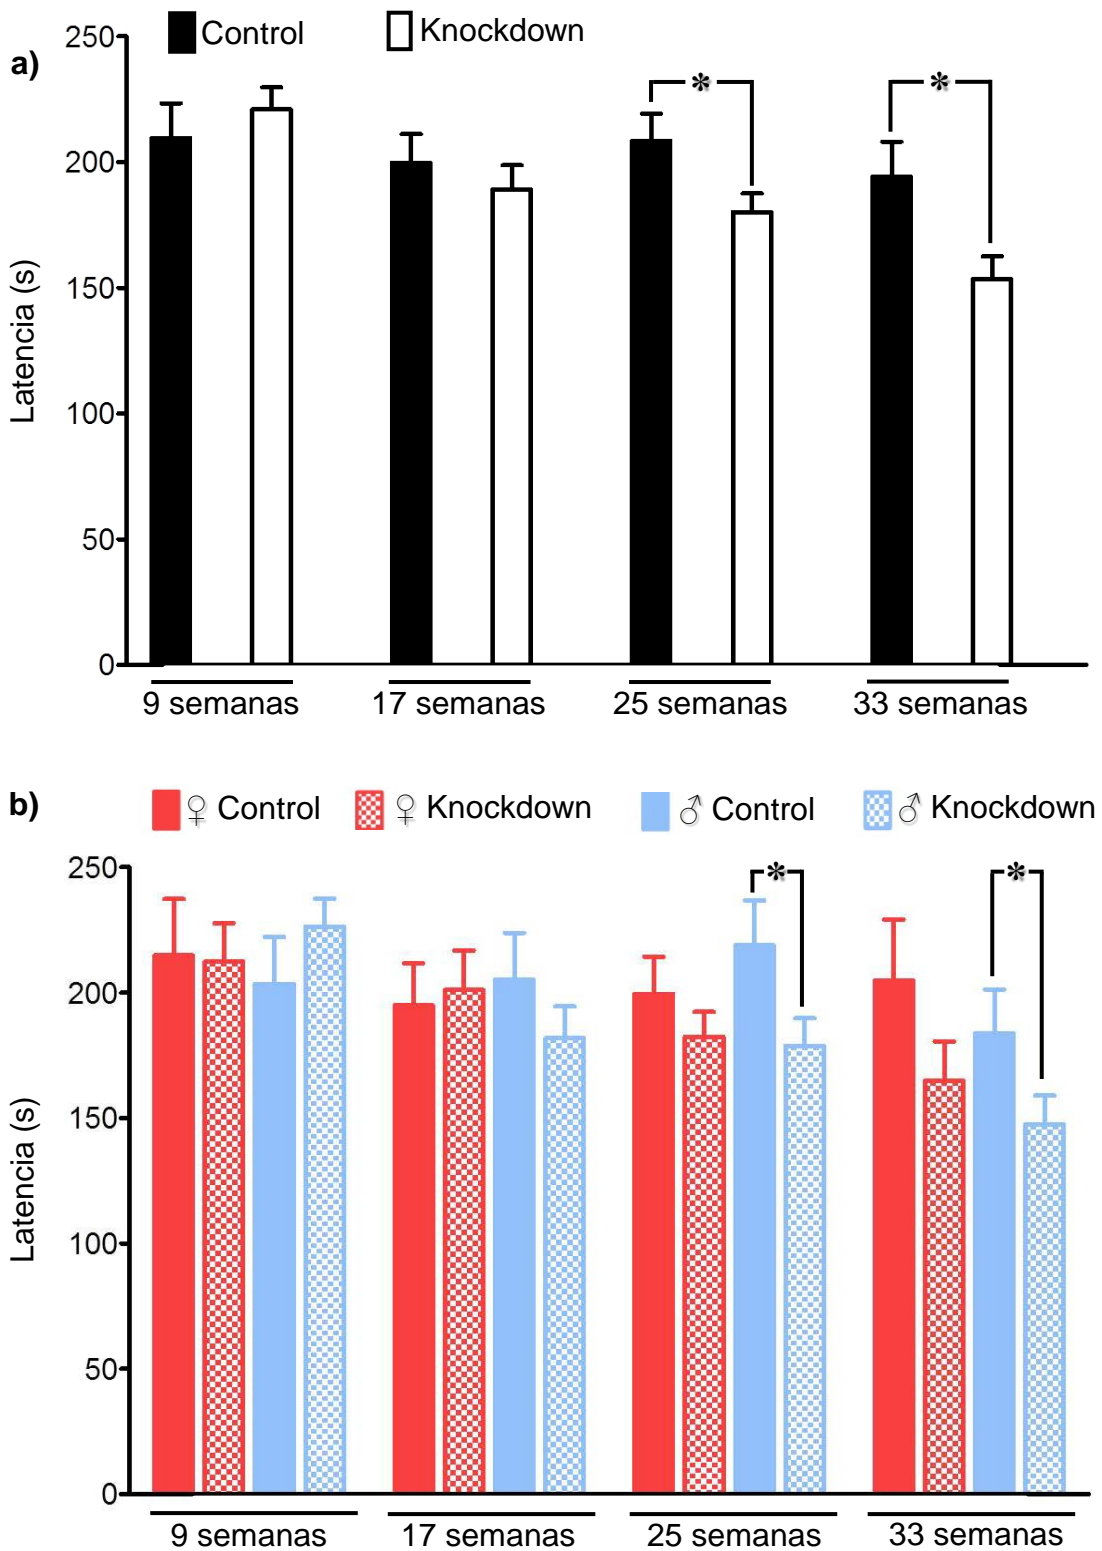 a)
Control Knockdown
250
200
150
100
50
0
Latencia (s)
* *
9 semanas 17 semanas 25 semanas 33 semanas
b)
♀ Control ♀ Knockdown ♂ Control ♂ Knockdown
250
200
150
100
50
0
Latencia (s)
* *
9 semanas 17 semanas 25 semanas 33 semanas